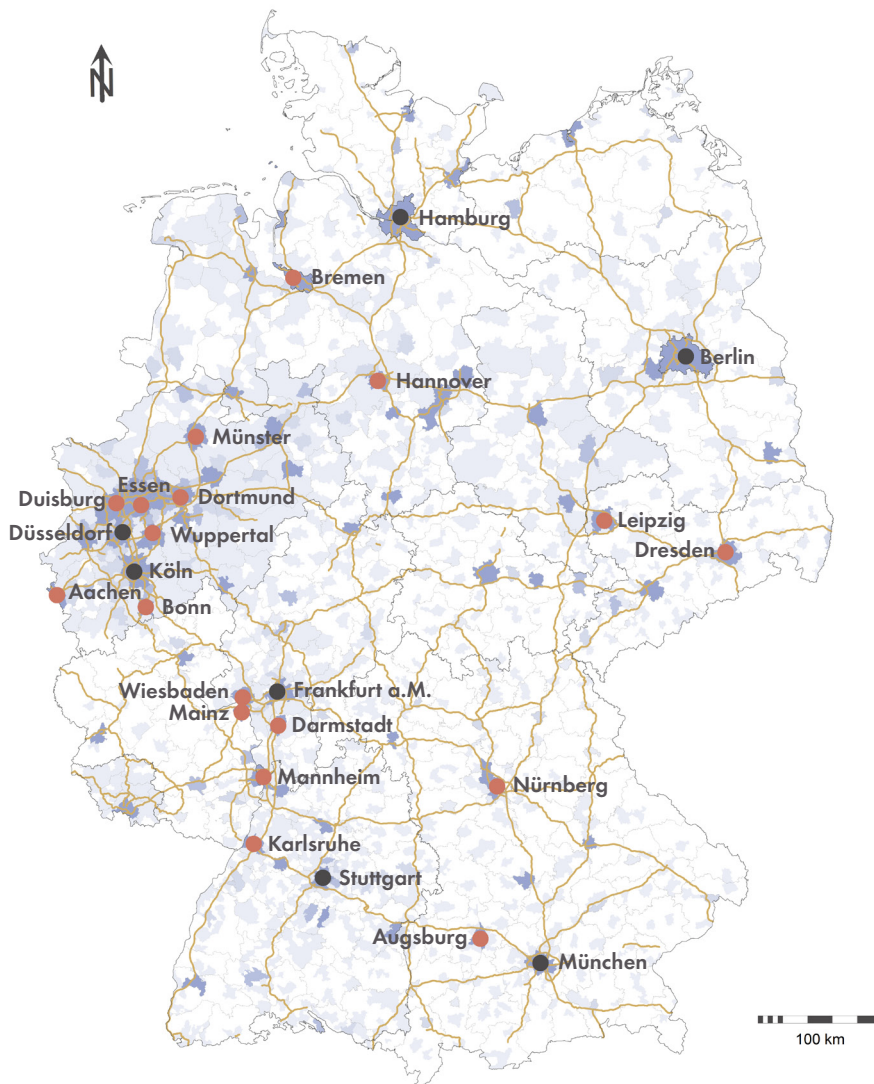 N
Hamburg
Bremen
Berlin
Hannover
Münster
Essen
Duisburg
Dortmund
Düsseldorf
Wuppertal
Leipzig
Dresden
Köln
Aachen
Bonn
Wiesbaden
Frankfurt a.M.
Mainz
Darmstadt
Mannheim
Nürnberg
Karlsruhe
Stuttgart
Augsburg
München
100 km